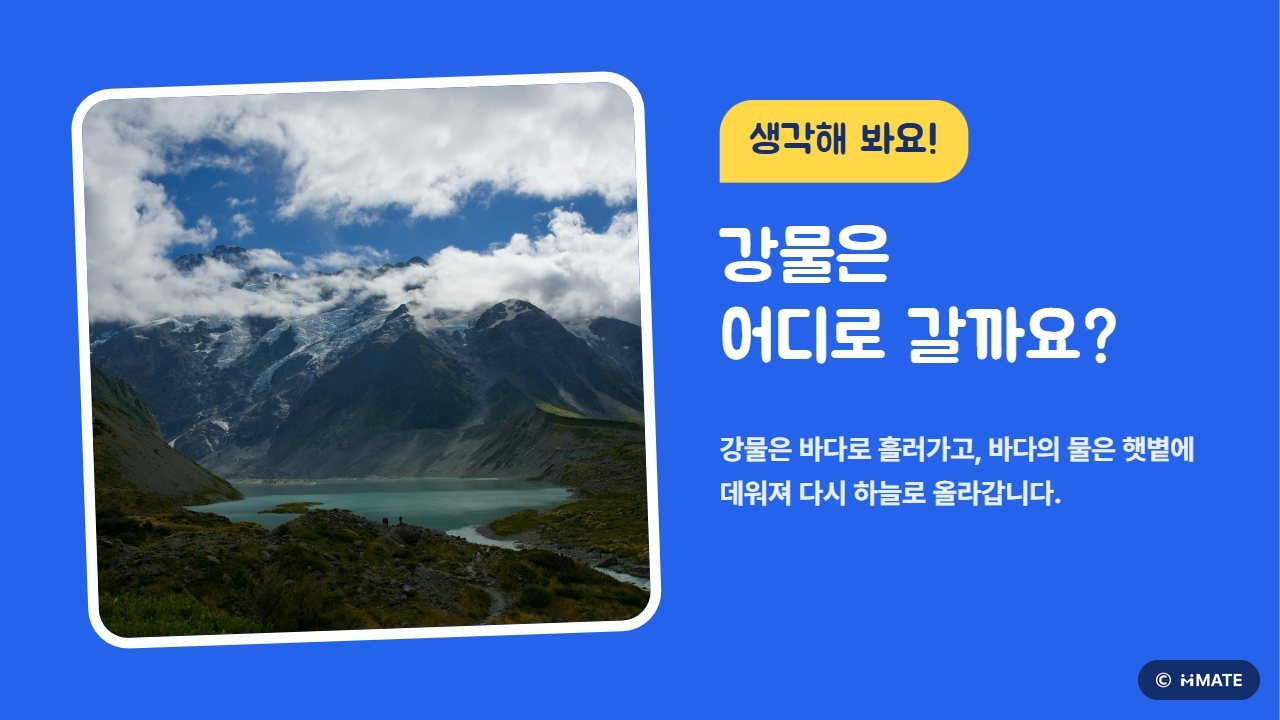 생각해 봐요!
강물은
어디로 갈까요?
강물은 바다로 흘러가고, 바다의 물은 햇볕에
데워져 다시 하늘로 올라갑니다.
© MMATE